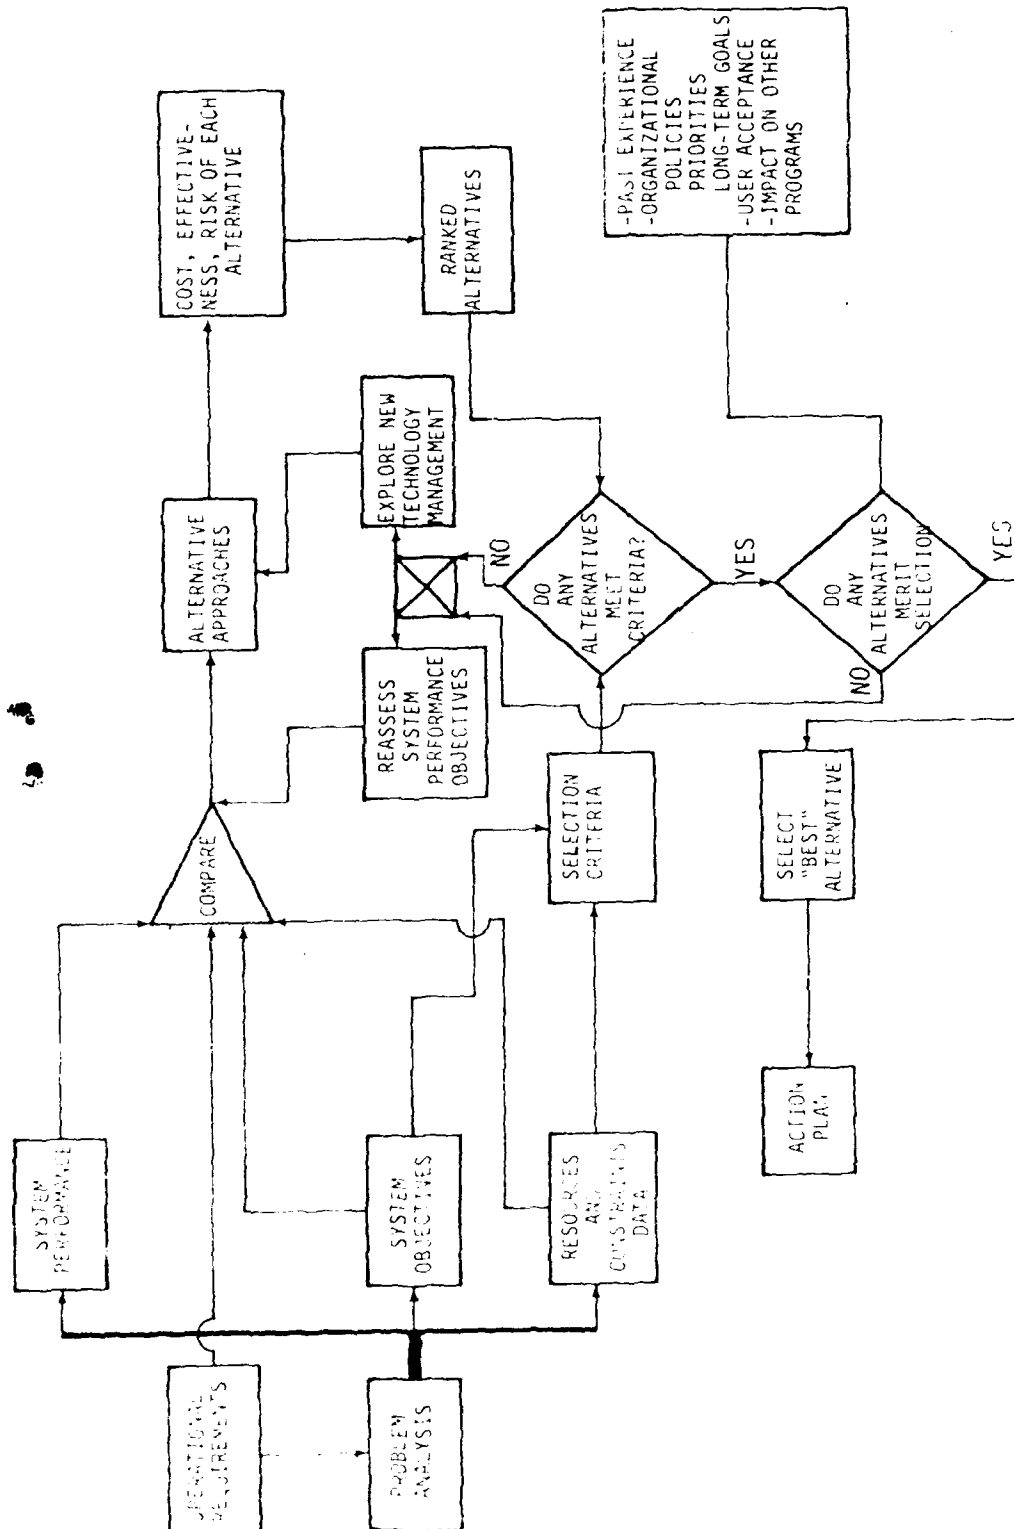 SYSTEM
PERFORMANCE
OPERATIONAL
REQUIREMENTS
PROBLEM
ANALYSIS
SYSTEM
OBJECTIVES
RESOURCES
AND
CONSTRAINTS
DATA
COMPARE
ALTERNATIVE
APPROACHES
COST, EFFECTIVE-
NESS, RISK OF EACH
ALTERNATIVE
RANKED
ALTERNATIVES
EXPLORE NEW
TECHNOLOGY
MANAGEMENT
REASSESS
SYSTEM
PERFORMANCE
OBJECTIVES
SELECTION
CRITERIA
NO
DO
ANY
ALTERNATIVES
MEET
CRITERIA?
YES
DO
ANY
ALTERNATIVES
MERIT
SELECTION
NO
YES
-PAST EXPERIENCE
-ORGANIZATIONAL
POLICIES
PRIORITIES
LONG-TERM GOALS
-USER ACCEPTANCE
-IMPACT ON OTHER
PROGRAMS
SELECT
"BEST"
ALTERNATIVE
ACTION
PLAN